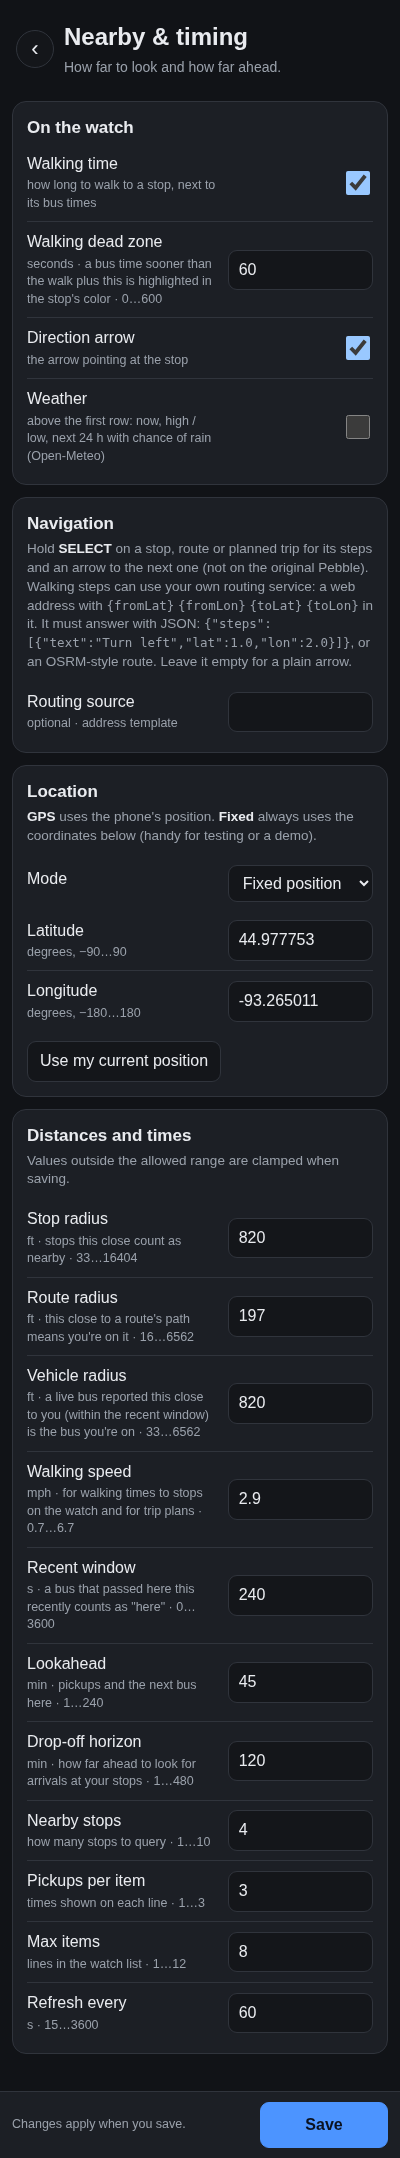 ‹
Nearby & timing
How far to look and how far ahead.
On the watch
Walking time
how long to walk to a stop, next to
its bus times
Walking dead zone
seconds · a bus time sooner than
the walk plus this is highlighted in
the stop's color · 0…600
60
Direction arrow
the arrow pointing at the stop
Weather
above the first row: now, high /
low, next 24 h with chance of rain
(Open-Meteo)
Navigation
Hold SELECT on a stop, route or planned trip for its steps
and an arrow to the next one (not on the original Pebble).
Walking steps can use your own routing service: a web
address with {fromLat} {fromLon} {toLat} {toLon} in
it. It must answer with JSON: {"steps":
[{"text":"Turn left","lat":1.0,"lon":2.0}]}, or
an OSRM-style route. Leave it empty for a plain arrow.
Routing source
optional · address template
Location
GPS uses the phone's position. Fixed always uses the
coordinates below (handy for testing or a demo).
Mode
Fixed position
Latitude
degrees, −90…90
44.977753
Longitude
degrees, −180…180
-93.265011
Use my current position
Distances and times
Values outside the allowed range are clamped when
saving.
Stop radius
ft · stops this close count as
nearby · 33…16404
820
Route radius
ft · this close to a route's path
means you're on it · 16…6562
197
Vehicle radius
ft · a live bus reported this close
to you (within the recent window)
is the bus you're on · 33…6562
820
Walking speed
mph · for walking times to stops
on the watch and for trip plans ·
0.7…6.7
2.9
Recent window
s · a bus that passed here this
recently counts as "here" · 0…
3600
240
Lookahead
min · pickups and the next bus
here · 1…240
45
Drop-off horizon
min · how far ahead to look for
arrivals at your stops · 1…480
120
Nearby stops
how many stops to query · 1…10
4
Pickups per item
times shown on each line · 1…3
3
Max items
lines in the watch list · 1…12
8
Refresh every
s · 15…3600
60
Changes apply when you save.
Save